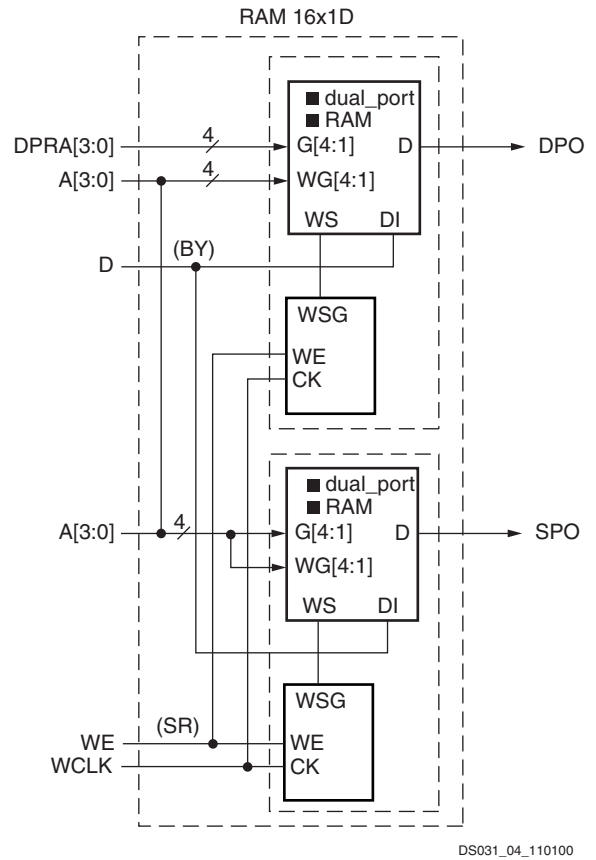 RAM 16x1D
dual_port
RAM
DPRA[3:0]
4
G[4:1]
D
DPO
A[3:0]
4
WG[4:1]
WS
DI
D
(BY)
WSG
WE
CK
dual_port
RAM
A[3:0]
4
G[4:1]
D
SPO
WG[4:1]
WS
DI
WSG
WE
(SR)
WE
WCLK
CK
DS031_04_110100